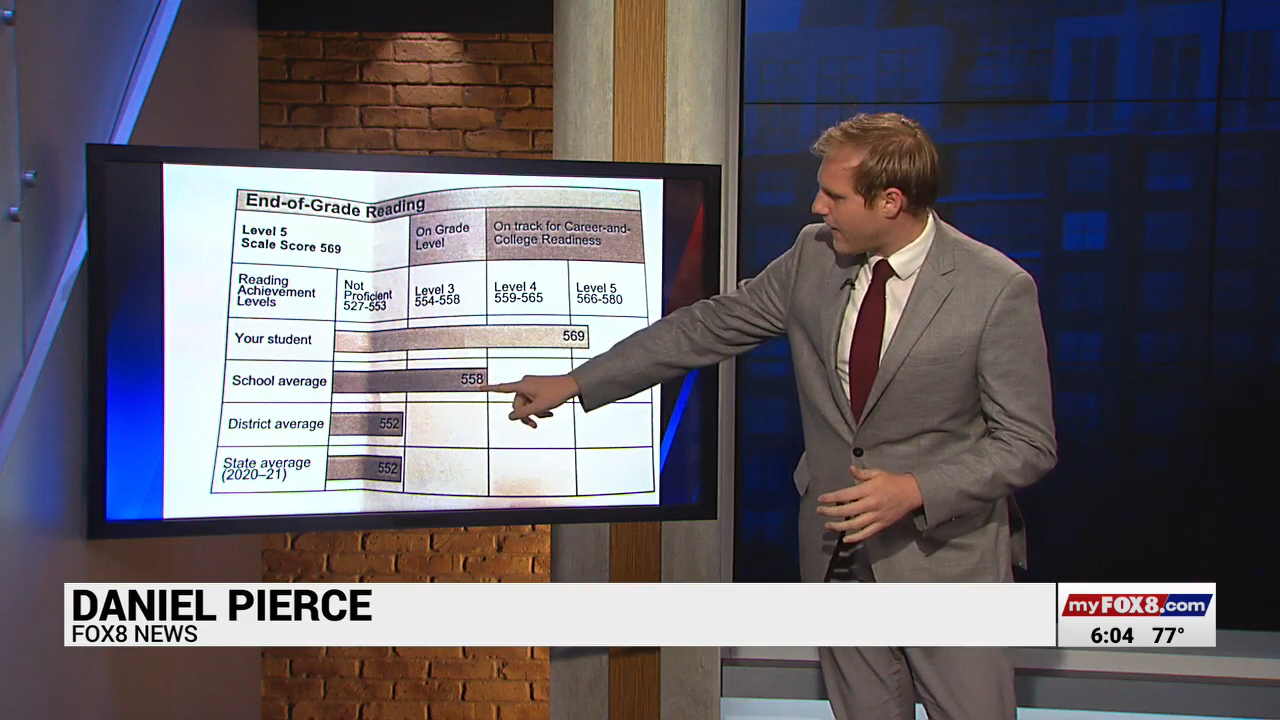 End-of-Grade Reading
Level 5
Scale Score 569
On Grade
Level
On track for Career-and-
College Readiness
Reading
Achievement
Levels
Not
Proficient
527-553
Level 3
554-558
Level 4
559-565
Level 5
566-580
Your student
569
School average
558
District average
552
State average
(2020–21)
552
DANIEL PIERCE
FOX8 NEWS
myFOX8.com
6:04 77°